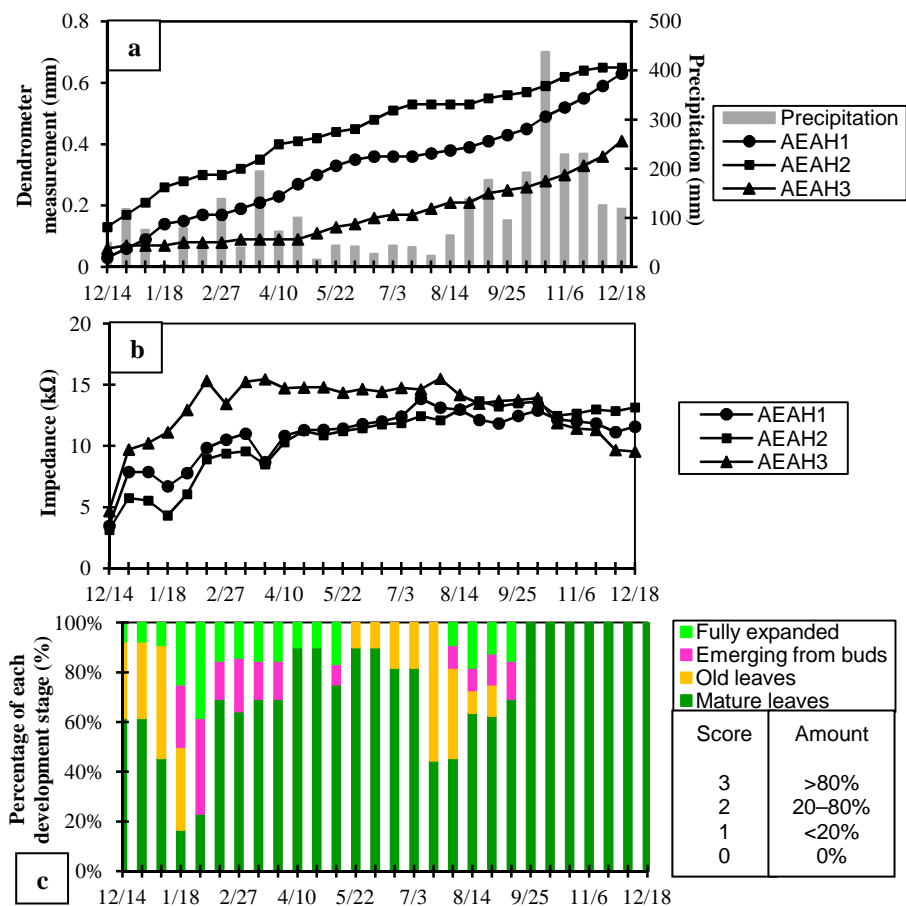 a
Dendrometer
measurement (mm)
0.8
0.6
0.4
0.2
0
500
400
300
200
100
0
Precipitation (mm)
12/14 1/18 2/27 4/10 5/22 7/3 8/14 9/25 11/6 12/18
Precipitation
AEAH1
AEAH2
AEAH3
b
Impedance (kΩ)
20
15
10
5
0
12/14 1/18 2/27 4/10 5/22 7/3 8/14 9/25 11/6 12/18
AEAH1
AEAH2
AEAH3
c
Percentage of each
development stage (%)
100%
80%
60%
40%
20%
0%
12/14 1/18 2/27 4/10 5/22 7/3 8/14 9/25 11/6 12/18
Fully expanded
Emerging from buds
Old leaves
Mature leaves
Score Amount
3 >80%
2 20–80%
1 <20%
0 0%